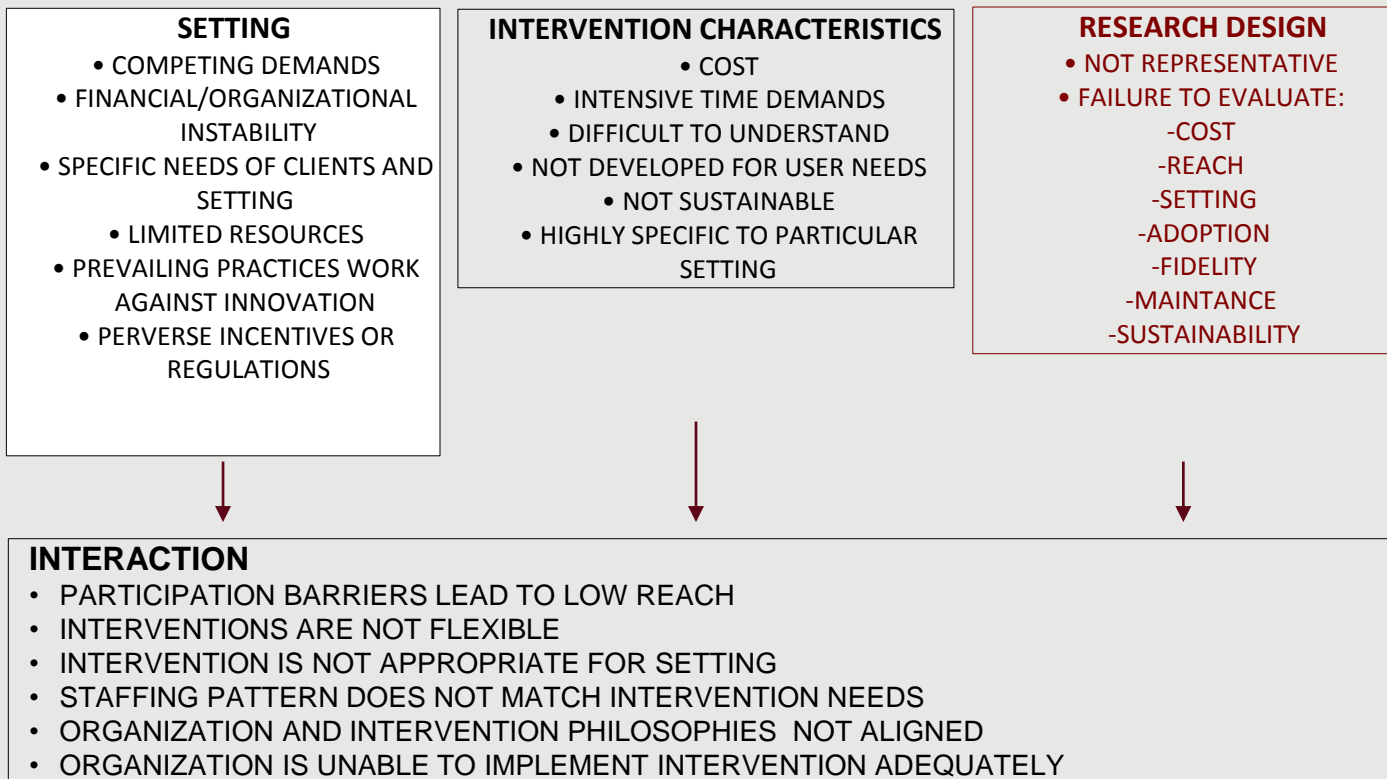 SETTING
• COMPETING DEMANDS
• FINANCIAL/ORGANIZATIONAL
INSTABILITY
• SPECIFIC NEEDS OF CLIENTS AND
SETTING
• LIMITED RESOURCES
• PREVAILING PRACTICES WORK
AGAINST INNOVATION
• PERVERSE INCENTIVES OR
REGULATIONS
INTERVENTION CHARACTERISTICS
• COST
• INTENSIVE TIME DEMANDS
• DIFFICULT TO UNDERSTAND
• NOT DEVELOPED FOR USER NEEDS
• NOT SUSTAINABLE
• HIGHLY SPECIFIC TO PARTICULAR
SETTING
RESEARCH DESIGN
• NOT REPRESENTATIVE
• FAILURE TO EVALUATE:
-COST
-REACH
-SETTING
-ADOPTION
-FIDELITY
-MAINTANCE
-SUSTAINABILITY
INTERACTION
• PARTICIPATION BARRIERS LEAD TO LOW REACH
• INTERVENTIONS ARE NOT FLEXIBLE
• INTERVENTION IS NOT APPROPRIATE FOR SETTING
• STAFFING PATTERN DOES NOT MATCH INTERVENTION NEEDS
• ORGANIZATION AND INTERVENTION PHILOSOPHIES NOT ALIGNED
• ORGANIZATION IS UNABLE TO IMPLEMENT INTERVENTION ADEQUATELY